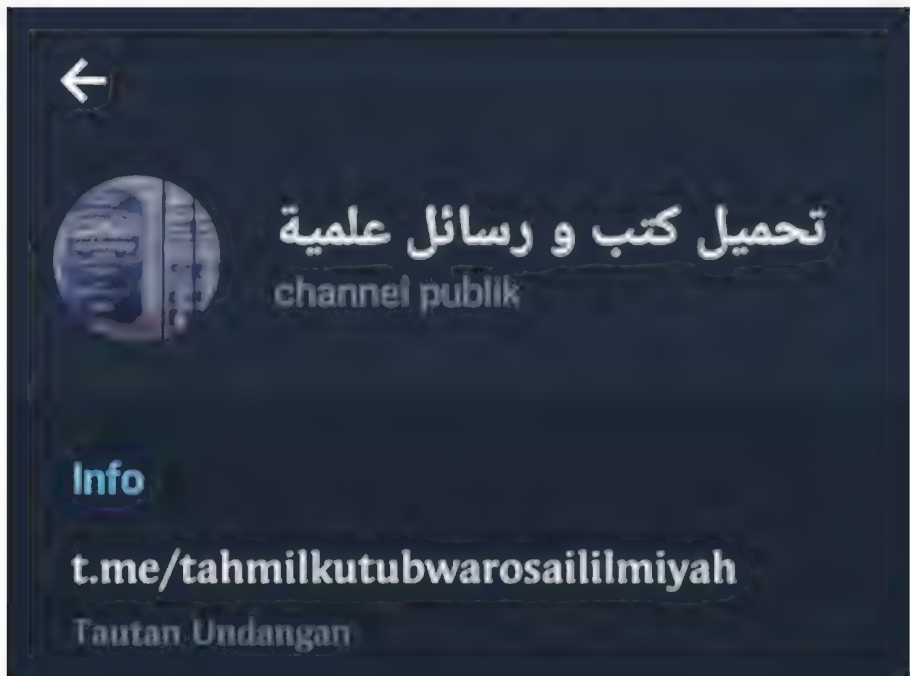 تحميل كتب و رسائل علمية
channel publik
Info
t.me/tahmilkutubwarosaililmiyah
Tautan Undangan